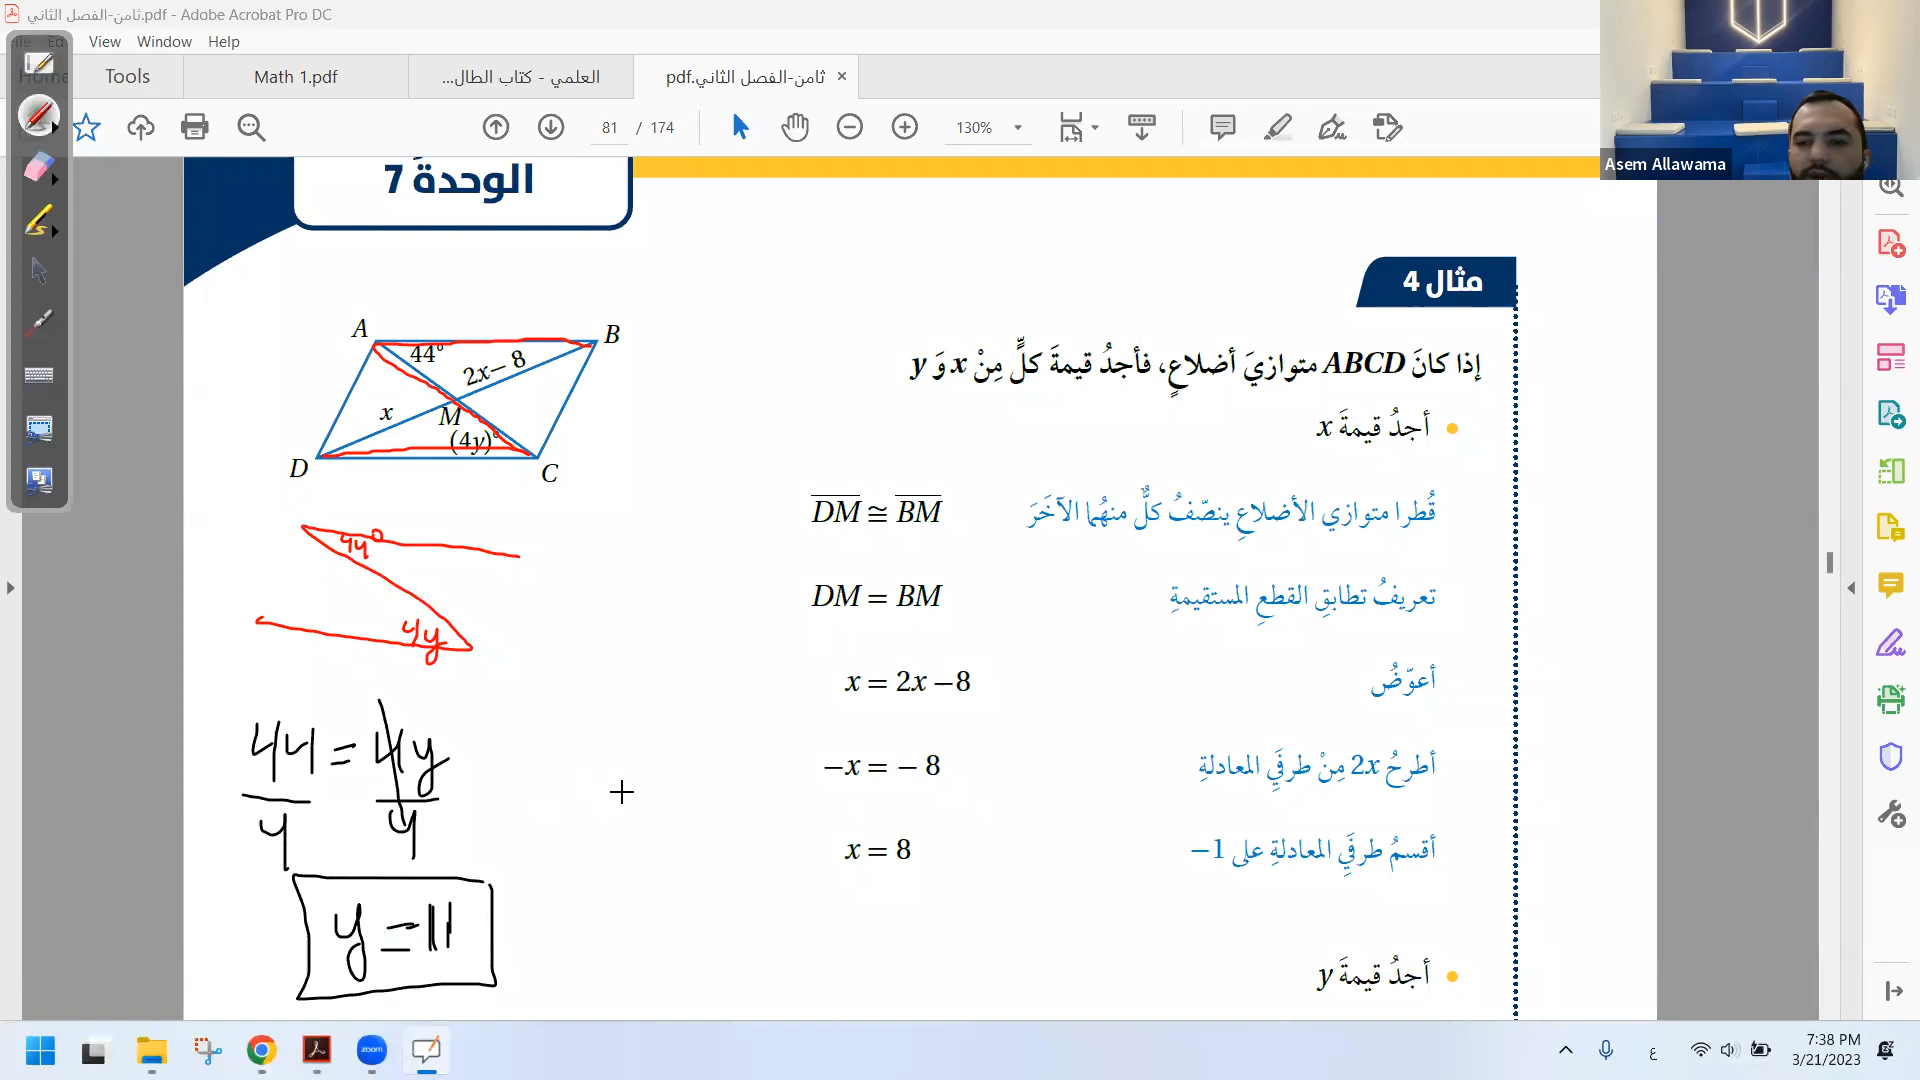 ثامن-الفصل الثاني.pdf - Adobe Acrobat Pro DC
View Window Help
Tools
Math 1.pdf
العلمي - كتاب الطال...
ثامن-الفصل الثاني.pdf ×
81 / 174
130%
Asem Allawama
الوحدة 7
مثال 4
إذا كانَ ABCD متوازيَ أضلاعٍ، فأجدُ قيمةَ كلٍّ مِنْ x وَ y
أجدُ قيمةَ x
A
B
44°
2x − 8
x
M
(4y)°
D
C
DM ≅ BM قُطرا متوازي الأضلاعِ ينصّفُ كلٌّ منهُما الآخَرَ
DM = BM تعريفُ تطابقِ القطعِ المستقيمةِ
x = 2x − 8 أعوّضُ
−x = − 8 أطرحُ 2x مِنْ طرفَيِ المعادلةِ
x = 8 أقسمُ طرفَيِ المعادلةِ على 1−
أجدُ قيمةَ y
44°
4y
44 = 4y
4 4
y = 11
zoom
ع
7:38 PM
3/21/2023